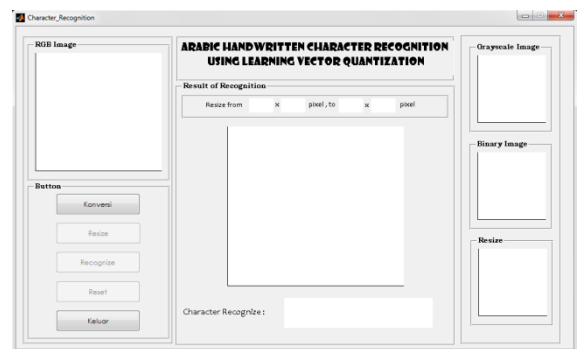 Character_Recognition
RGB Image
ARABIC HANDWRITTEN CHARACTER RECOGNITION
USING LEARNING VECTOR QUANTIZATION
Result of Recognition
Resize from x pixel , to x pixel
Character Recognize :
Button
Konversi
Resize
Recognize
Reset
Keluar
Grayscale Image
Binary Image
Resize